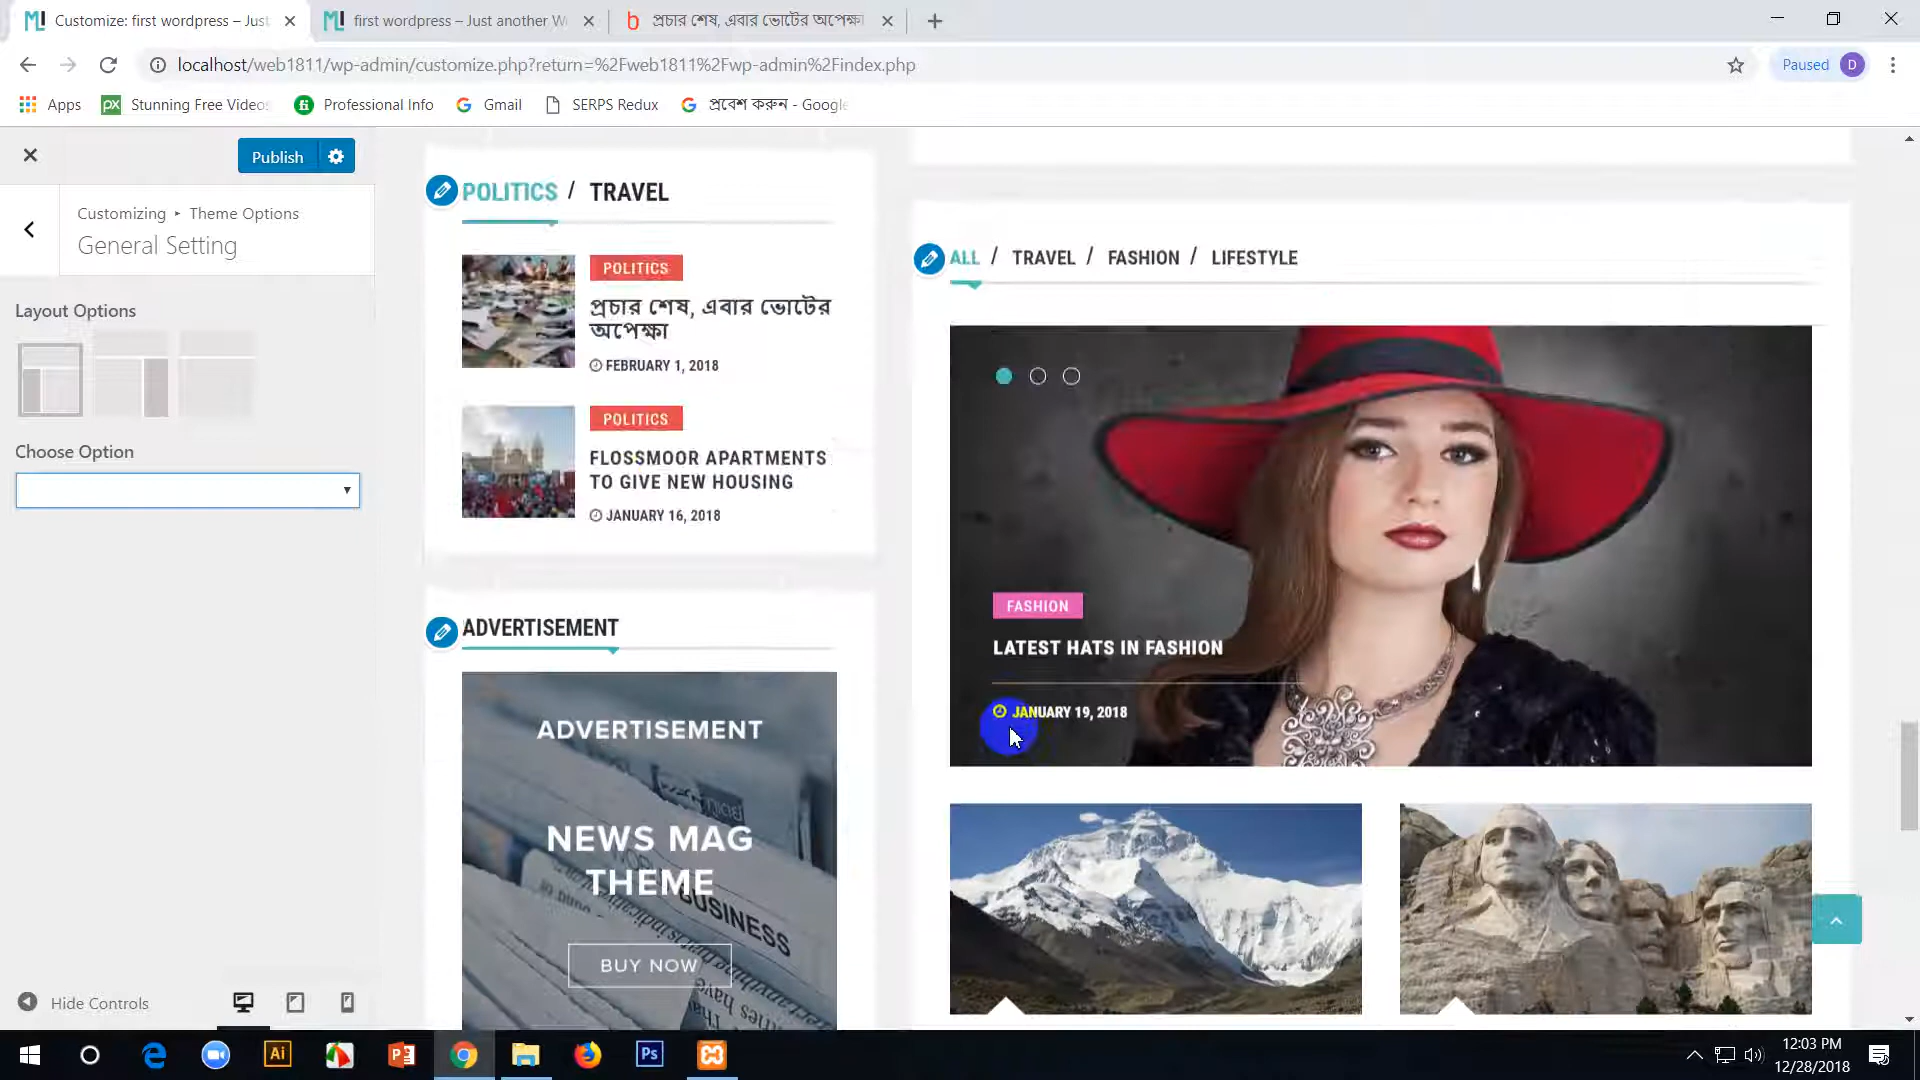 Customize: first wordpress – Just
first wordpress – Just another W
প্রচার শেষ, এবার ভোটের অপেক্ষা
localhost/web1811/wp-admin/customize.php?return=%2Fweb1811%2Fwp-admin%2Findex.php
Paused
D
Apps
Stunning Free Videos
Professional Info
Gmail
SERPS Redux
প্রবেশ করুন - Google
Publish
Customizing ▸ Theme Options
General Setting
Layout Options
Choose Option
Hide Controls
POLITICS / TRAVEL
POLITICS
প্রচার শেষ, এবার ভোটের
অপেক্ষা
FEBRUARY 1, 2018
POLITICS
FLOSSMOOR APARTMENTS
TO GIVE NEW HOUSING
JANUARY 16, 2018
ADVERTISEMENT
ADVERTISEMENT
NEWS MAG
THEME
BUSINESS
BUY NOW
ALL / TRAVEL / FASHION / LIFESTYLE
FASHION
LATEST HATS IN FASHION
JANUARY 19, 2018
12:03 PM
12/28/2018